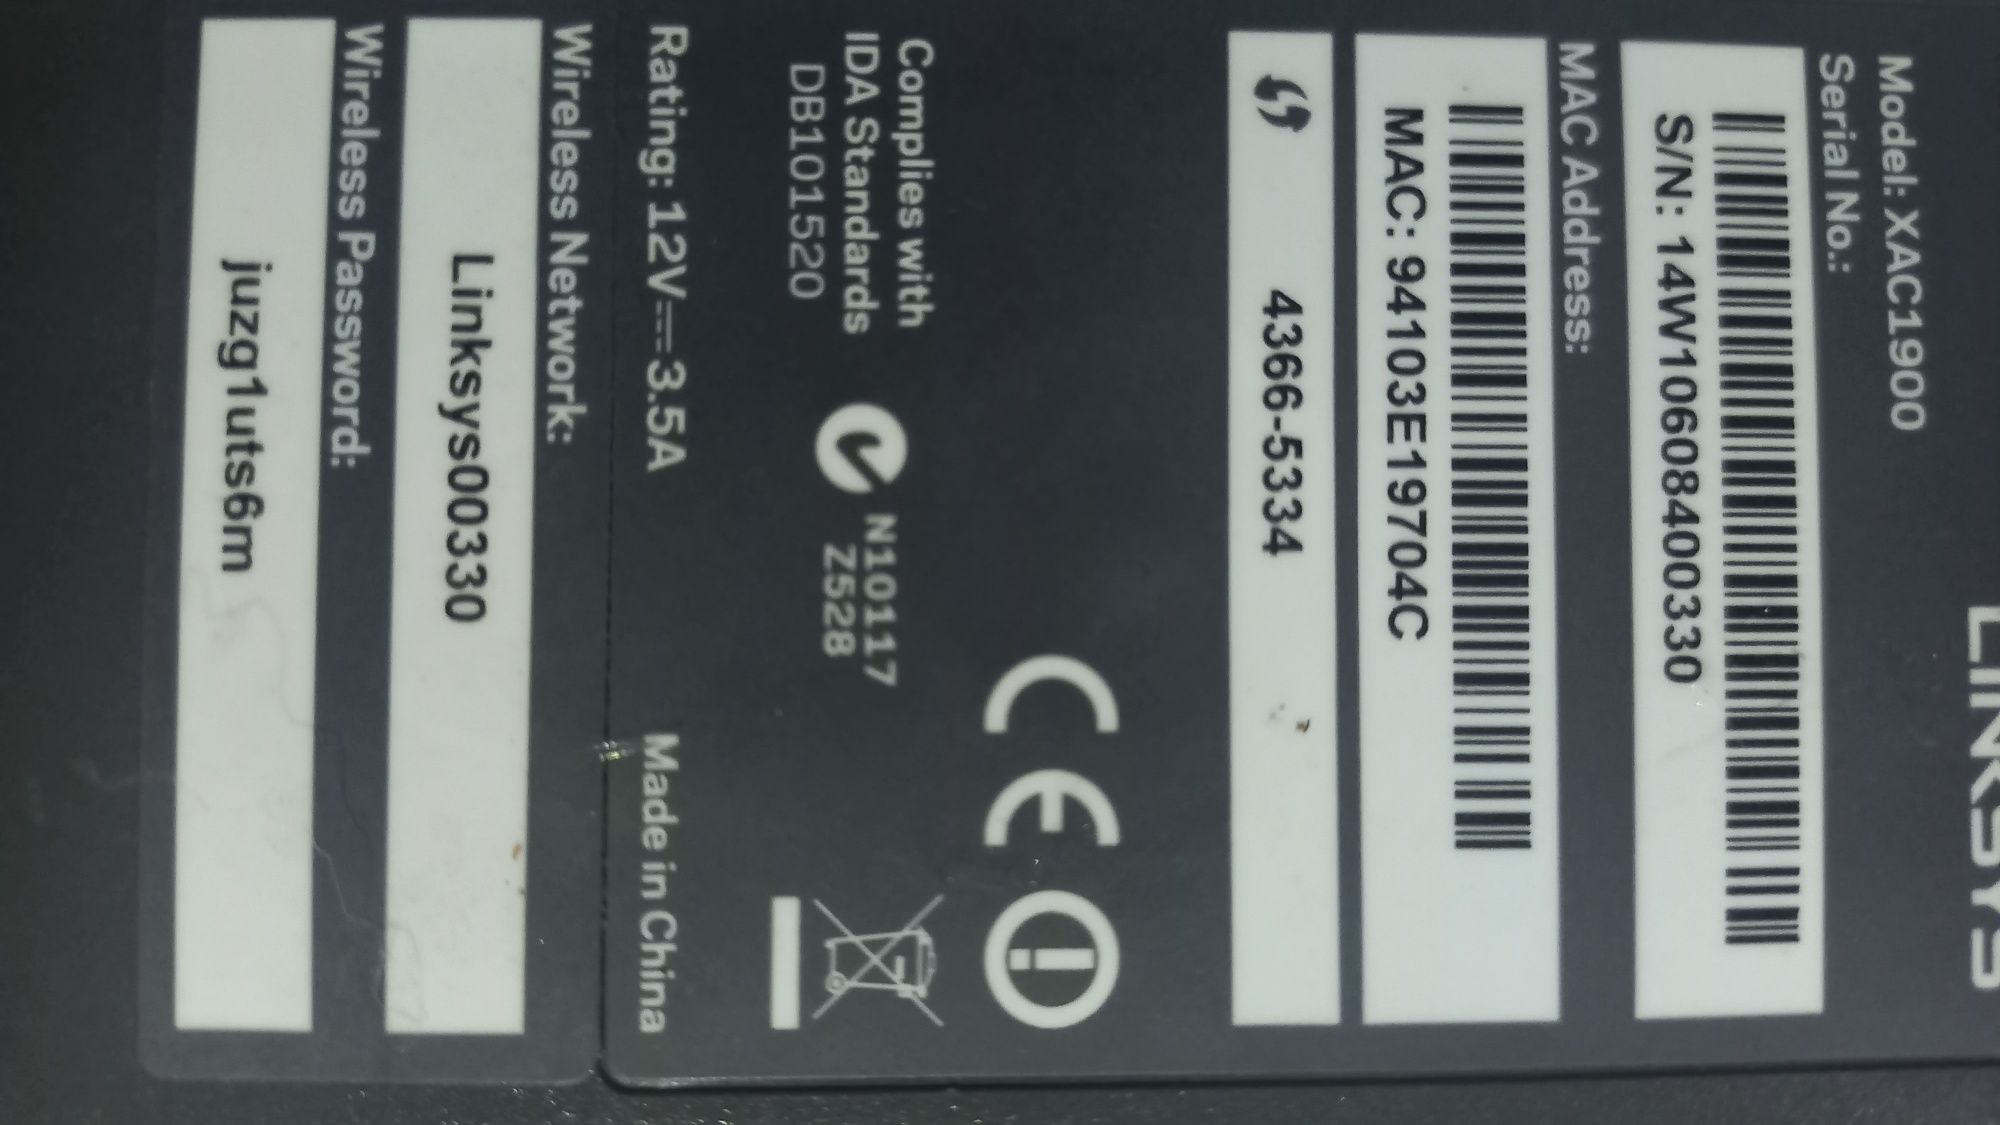 LINKSYS
Model: XAC1900
Serial No.:
S/N: 14W10608400330
MAC Address:
MAC: 94103E19704C
4366-5334
Complies with
IDA Standards
DB101520
N10117
Z528
CE
Rating: 12V⎓3.5A
Made in China
Wireless Network:
Linksys00330
Wireless Password:
juzg1uts6m